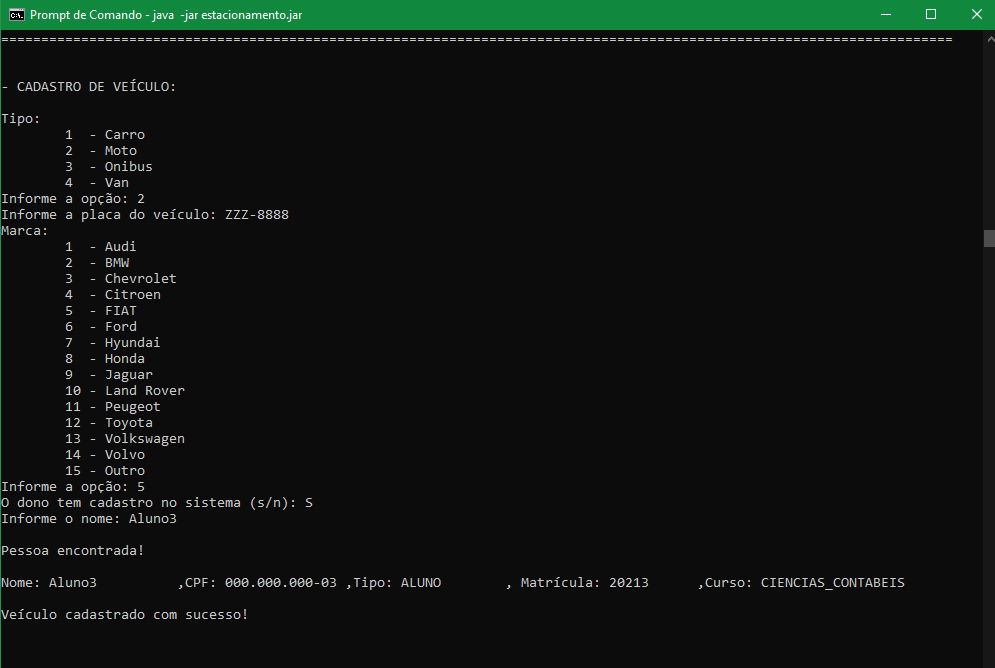 Prompt de Comando - java  -jar estacionamento.jar
=======================================================================================================================
- CADASTRO DE VEÍCULO:
Tipo:
        1  - Carro
        2  - Moto
        3  - Onibus
        4  - Van
Informe a opção: 2
Informe a placa do veículo: ZZZ-8888
Marca:
        1  - Audi
        2  - BMW
        3  - Chevrolet
        4  - Citroen
        5  - FIAT
        6  - Ford
        7  - Hyundai
        8  - Honda
        9  - Jaguar
        10 - Land Rover
        11 - Peugeot
        12 - Toyota
        13 - Volkswagen
        14 - Volvo
        15 - Outro
Informe a opção: 5
O dono tem cadastro no sistema (s/n): S
Informe o nome: Aluno3
Pessoa encontrada!
Nome: Aluno3          ,CPF: 000.000.000-03 ,Tipo: ALUNO        , Matrícula: 20213      ,Curso: CIENCIAS_CONTABEIS
Veículo cadastrado com sucesso!